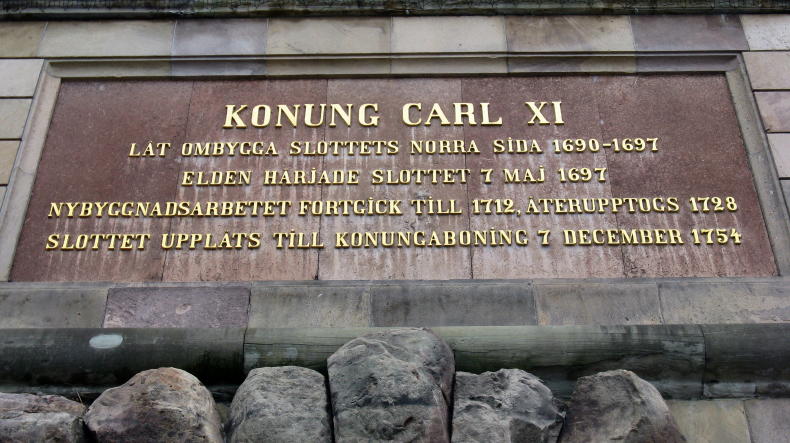 KONUNG CARL XI
LÄT OMBYGGA SLOTTETS NORRA SIDA 1690-1697
ELDEN HÄRJADE SLOTTET 7 MAJ 1697
NYBYGGNADSARBETET FORTGICK TILL 1712, ÅTERUPPTOGS 1728
SLOTTET UPPLÄTS TILL KONUNGABONING 7 DECEMBER 1754